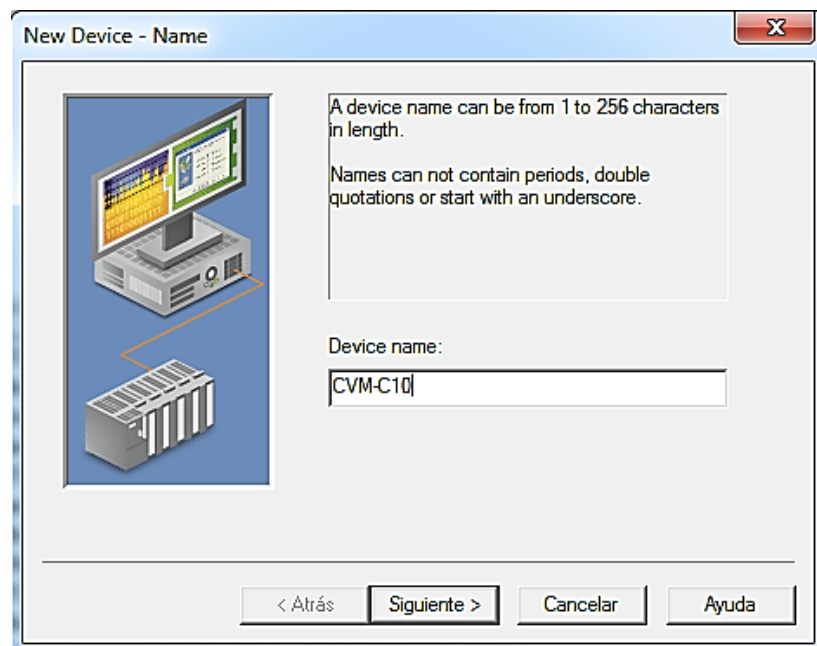 New Device - Name
A device name can be from 1 to 256 characters
in length.
Names can not contain periods, double
quotations or start with an underscore.
Device name:
CVM-C10
< Atrás
Siguiente >
Cancelar
Ayuda